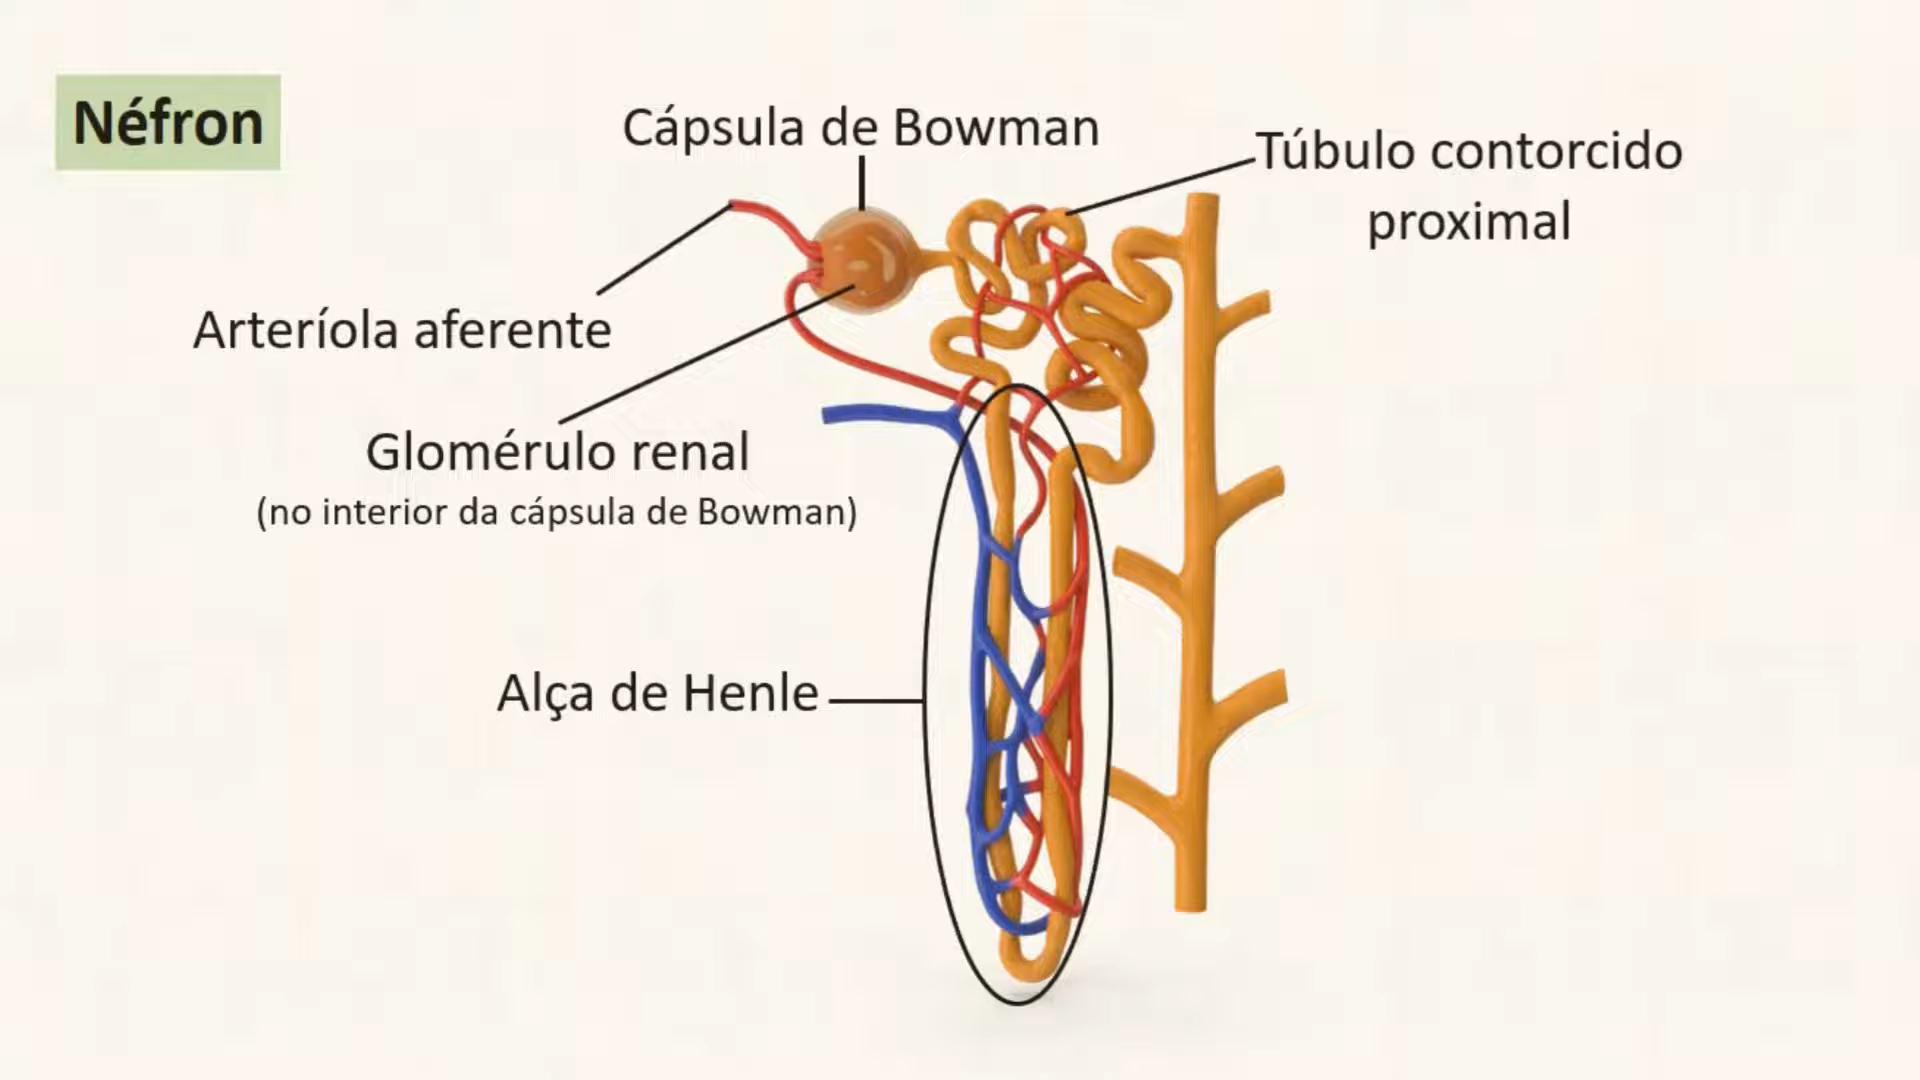 Néfron
Cápsula de Bowman
Túbulo contorcido
proximal
Arteríola aferente
Glomérulo renal
(no interior da cápsula de Bowman)
Alça de Henle